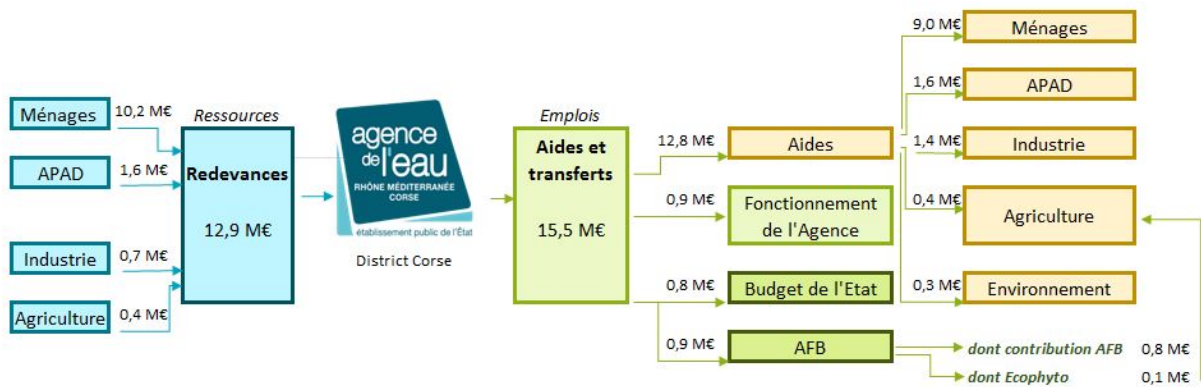 Ménages
10,2 M€
APAD
1,6 M€
Industrie
0,7 M€
Agriculture
0,4 M€
Ressources
Redevances
12,9 M€
agence
de l'eau
RHÔNE MÉDITERRANÉE
CORSE
établissement public de l'État
District Corse
Emplois
Aides et
transferts
15,5 M€
12,8 M€
Aides
0,9 M€
Fonctionnement
de l'Agence
0,8 M€
Budget de l'Etat
0,9 M€
AFB
9,0 M€
Ménages
1,6 M€
APAD
1,4 M€
Industrie
0,4 M€
Agriculture
0,3 M€
Environnement
dont contribution AFB 0,8 M€
dont Ecophyto 0,1 M€